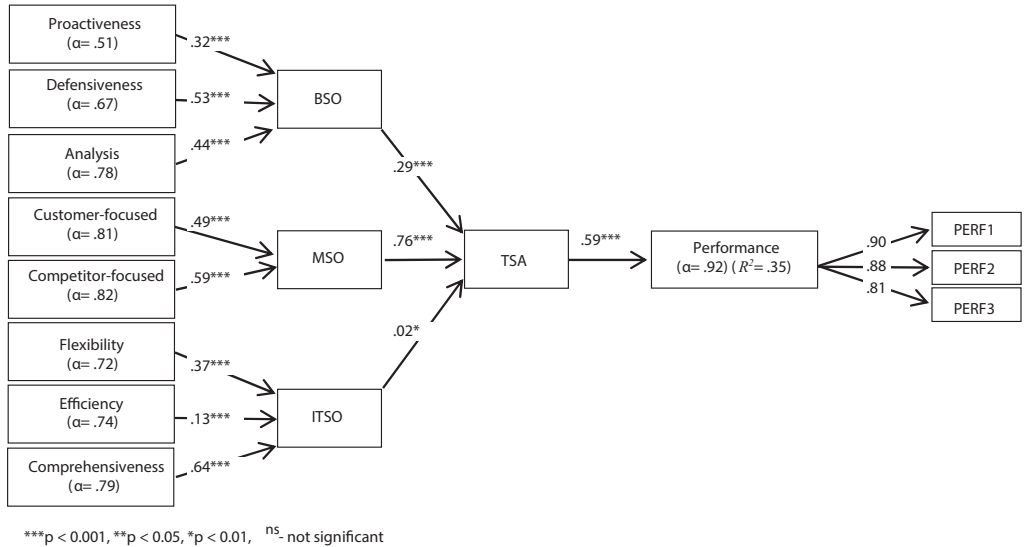 Proactiveness
(α= .51)
.32***
Defensiveness
(α= .67)
.53***
BSO
Analysis
(α= .78)
.44***
.29***
Customer-focused
(α= .81)
.49***
MSO
.76***
TSA
.59***
Performance
(α= .92) ( R²= .35)
.90
.88
.81
PERF1
PERF2
PERF3
Competitor-focused
(α= .82)
.59***
.02*
Flexibility
(α= .72)
.37***
Efficiency
(α= .74)
.13***
ITSO
Comprehensiveness
(α= .79)
.64***
***p < 0.001, **p < 0.05, *p < 0.01, ns- not significant